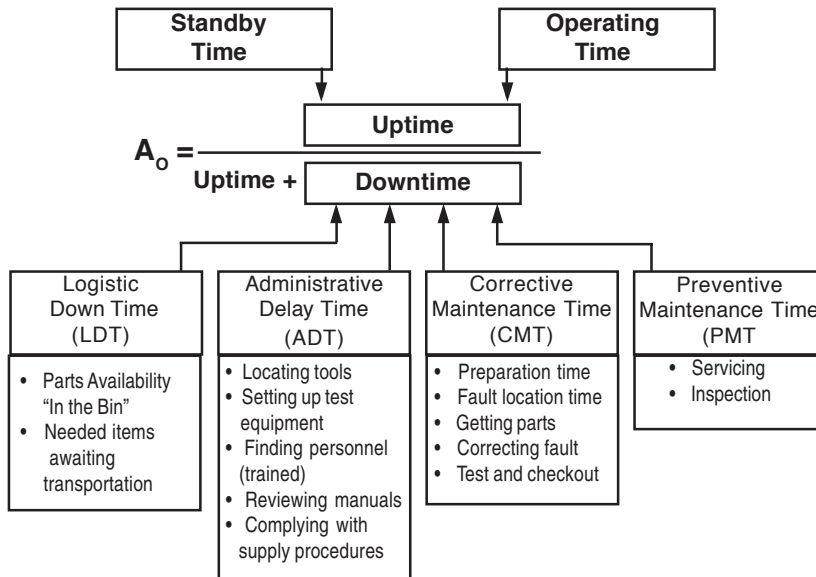 Standby
Time
Operating
Time
Uptime
A_O =
Uptime +
Downtime
Logistic
Down Time
(LDT)
• Parts Availability
“In the Bin”
• Needed items
awaiting
transportation
Administrative
Delay Time
(ADT)
• Locating tools
• Setting up test
equipment
• Finding personnel
(trained)
• Reviewing manuals
• Complying with
supply procedures
Corrective
Maintenance Time
(CMT)
• Preparation time
• Fault location time
• Getting parts
• Correcting fault
• Test and checkout
Preventive
Maintenance Time
(PMT
• Servicing
• Inspection